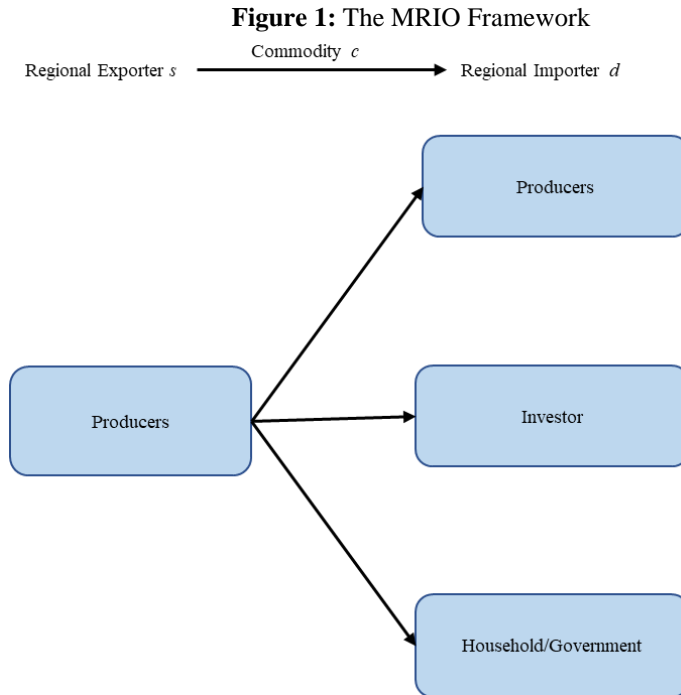 Figure 1: The MRIO Framework
Commodity c
Regional Exporter s
Regional Importer d
Producers
Producers
Investor
Household/Government